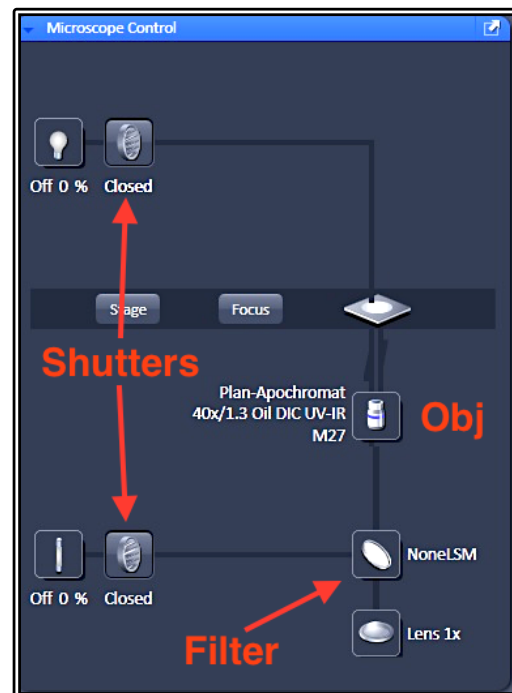 Microscope Control
Off 0 % Closed
Stage Focus
Shutters
Plan-Apochromat
40x/1.3 Oil DIC UV-IR
M27
Obj
NoneLSM
Off 0 % Closed
Filter
Lens 1x